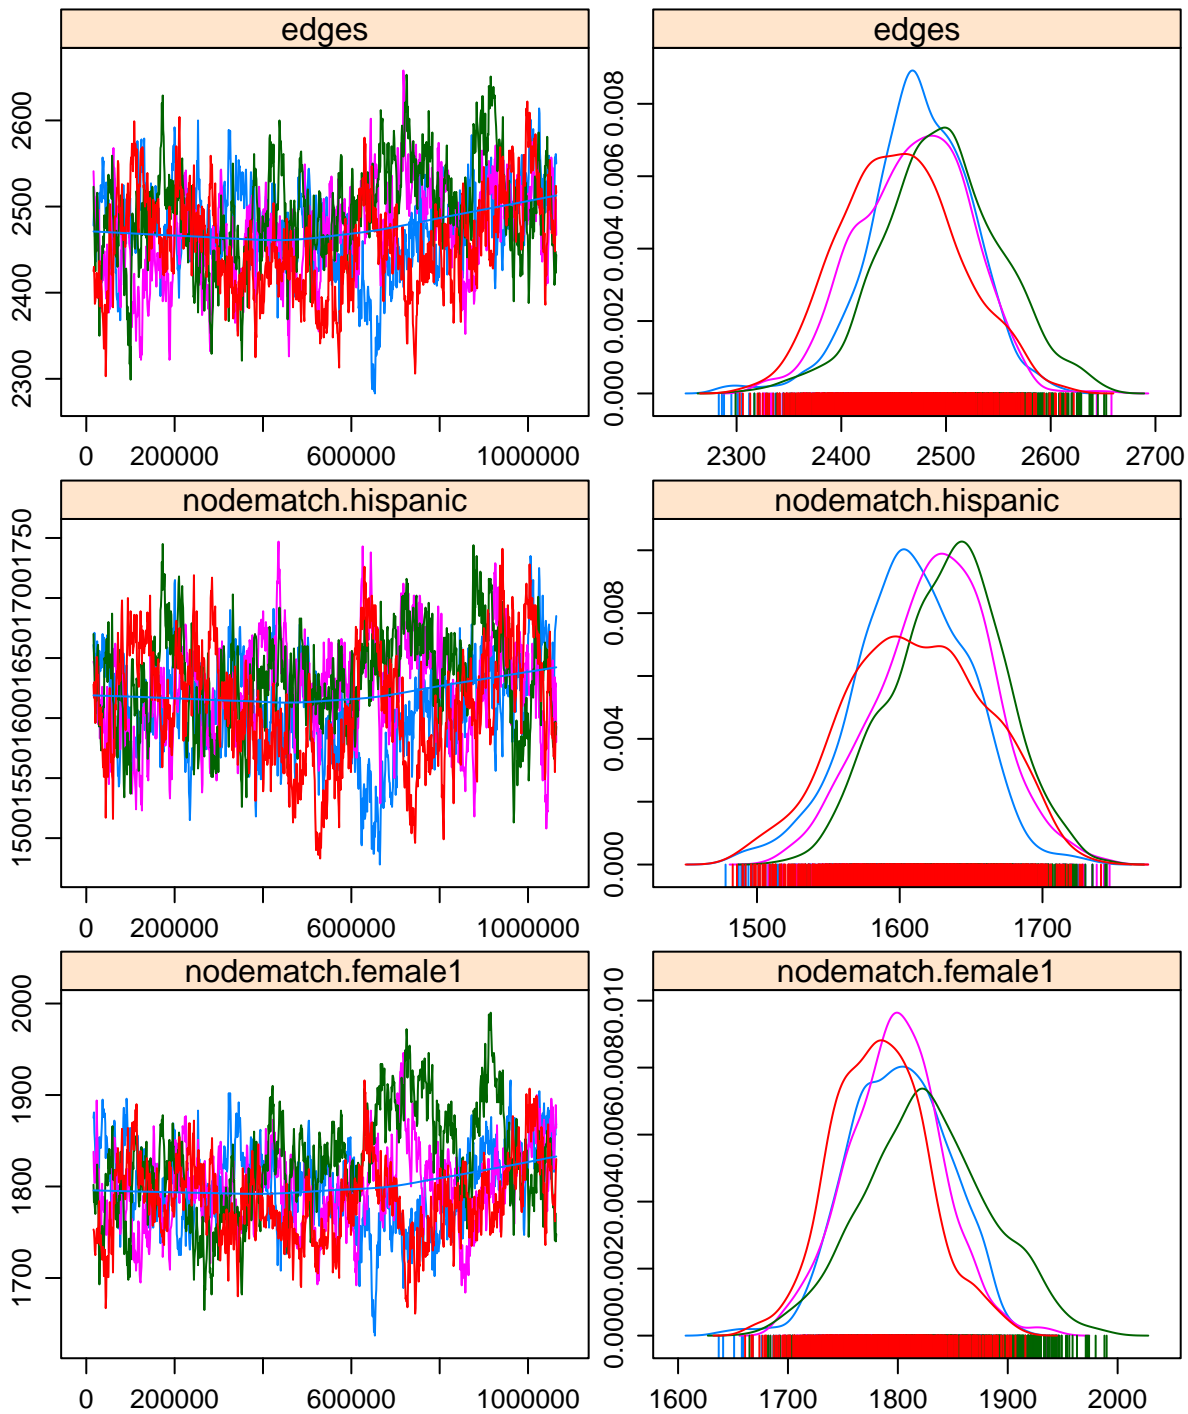 edges
2300 2400 2500 2600
0 200000 600000 1000000
edges
0.000 0.002 0.004 0.006 0.008
2300 2400 2500 2600 2700
nodematch.hispanic
1500 1550 1600 1650 1700 1750
0 200000 600000 1000000
nodematch.hispanic
0.000 0.004 0.008
1500 1600 1700
nodematch.female1
1700 1800 1900 2000
0 200000 600000 1000000
nodematch.female1
0.000 0.002 0.004 0.006 0.008 0.010
1600 1700 1800 1900 2000